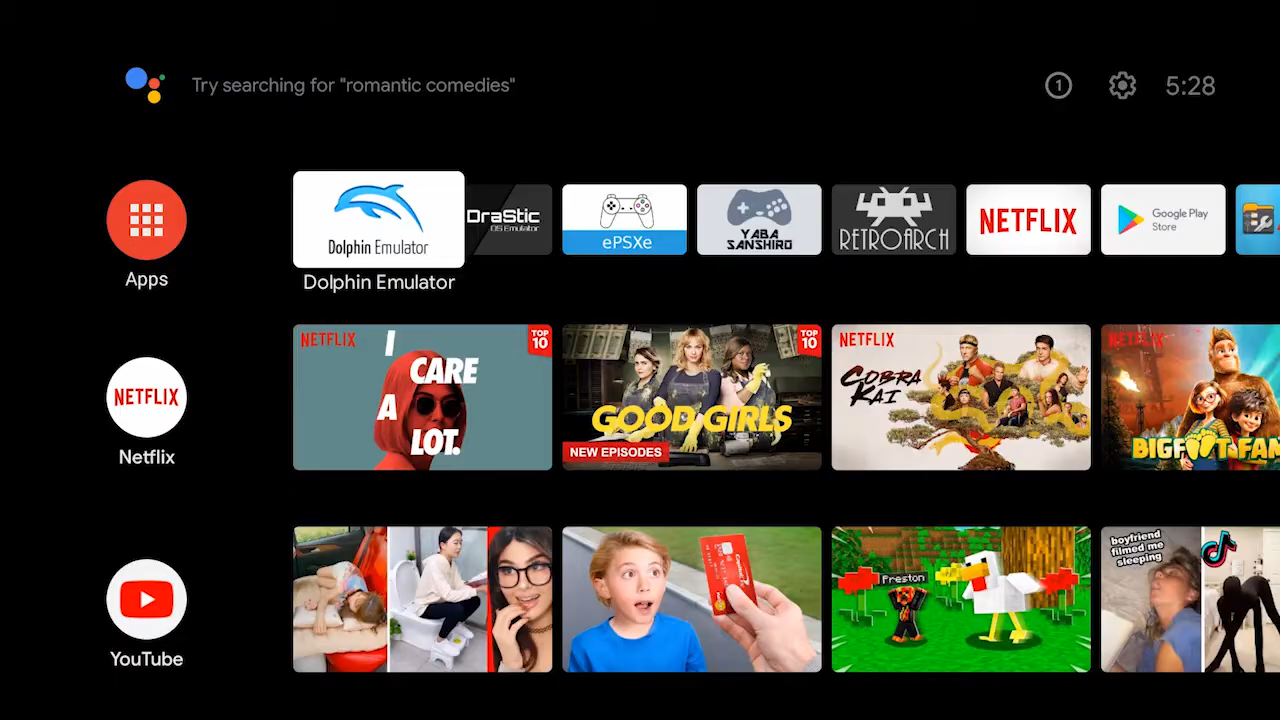 Try searching for "romantic comedies"
1
5:28
Apps
Dolphin Emulator
DraStic
DS Emulator
ePSXe
YABA
SANSHIRO
RETROARCH
NETFLIX
Google Play
Store
Dolphin Emulator
NETFLIX
Netflix
NETFLIX
TOP
10
I
CARE
A
LOT.
TOP
10
GOOD GIRLS
NEW EPISODES
NETFLIX
COBRA
KAI
NETFLIX
BIGFOOT FAM
YouTube
Preston
boyfriend
filmed me
sleeping